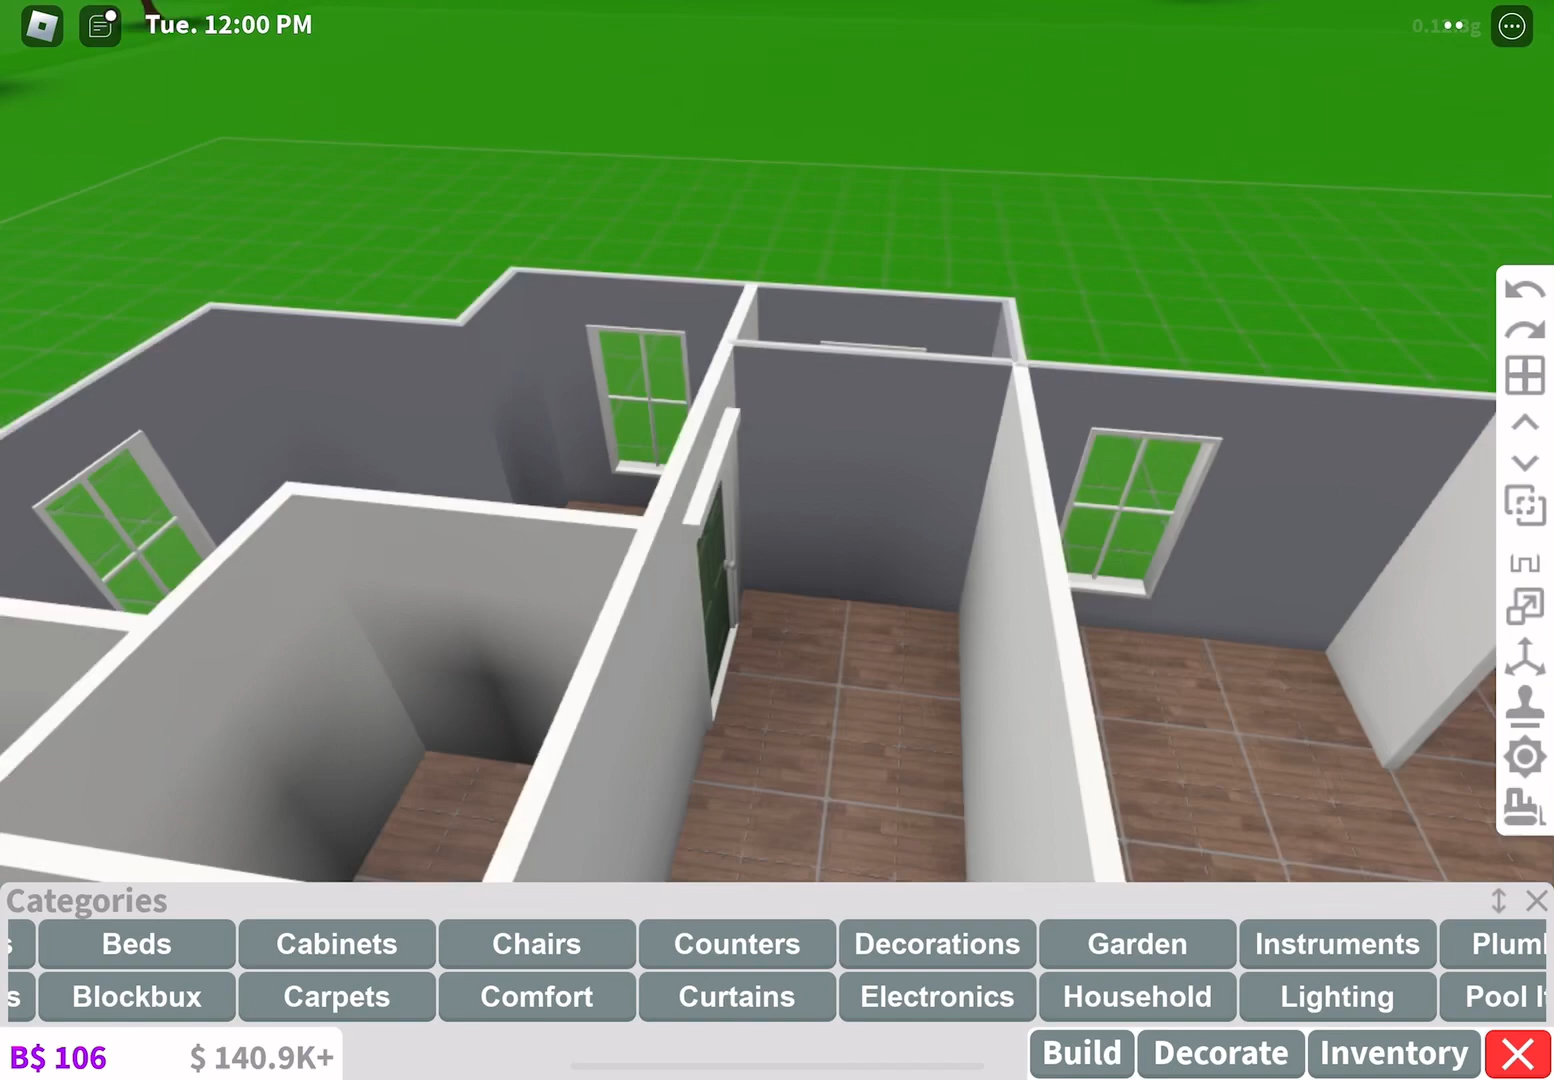 Tue. 12:00 PM
Categories
Beds Cabinets Chairs Counters Decorations Garden Instruments
Blockbux Carpets Comfort Curtains Electronics Household Lighting Pool
B$ 106 $ 140.9K+ Build Decorate Inventory